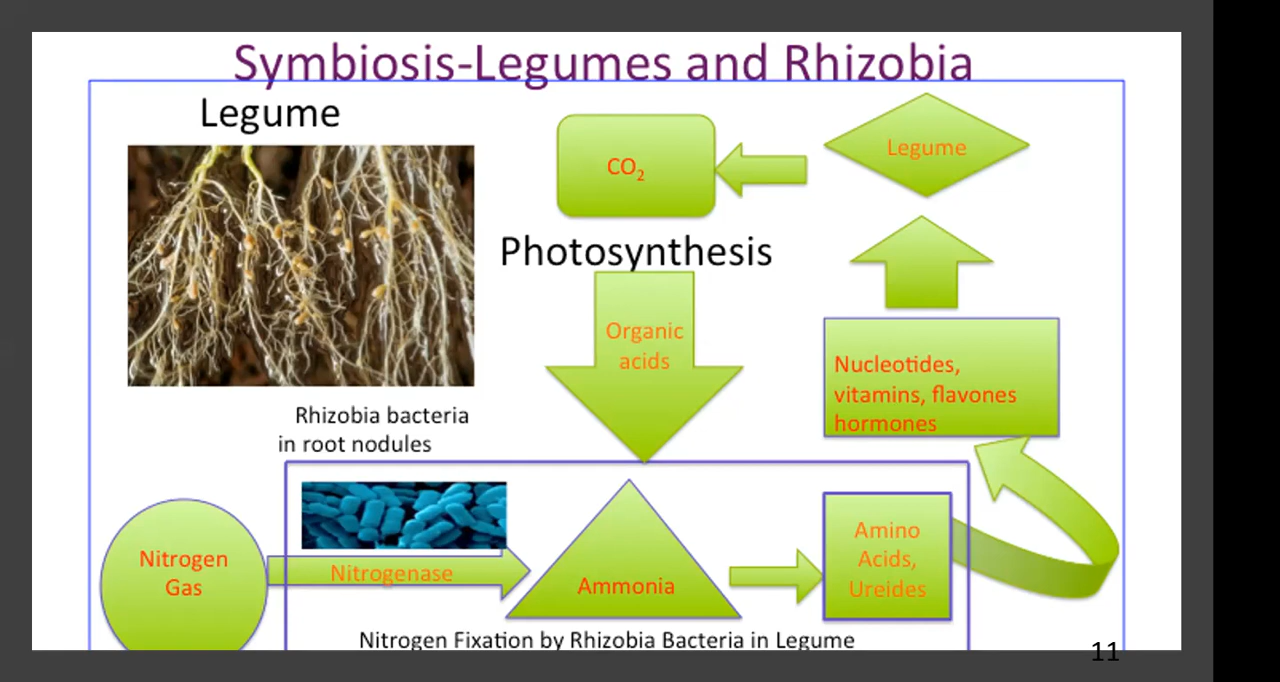 Symbiosis-Legumes and Rhizobia
Legume
CO₂
Legume
Photosynthesis
Organic
acids
Nucleotides,
vitamins, flavones
hormones
Rhizobia bacteria
in root nodules
Nitrogen
Gas
Nitrogenase
Ammonia
Amino
Acids,
Ureides
Nitrogen Fixation by Rhizobia Bacteria in Legume
11